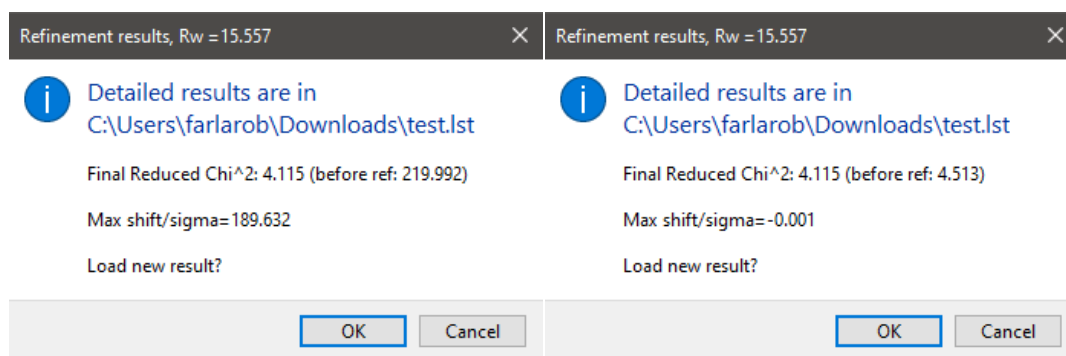 Refinement results, Rw =15.557
Detailed results are in
C:\Users\farlarob\Downloads\test.lst
Final Reduced Chi^2: 4.115 (before ref: 219.992)
Max shift/sigma=189.632
Load new result?
OK
Cancel
Refinement results, Rw =15.557
Detailed results are in
C:\Users\farlarob\Downloads\test.lst
Final Reduced Chi^2: 4.115 (before ref: 4.513)
Max shift/sigma=-0.001
Load new result?
OK
Cancel